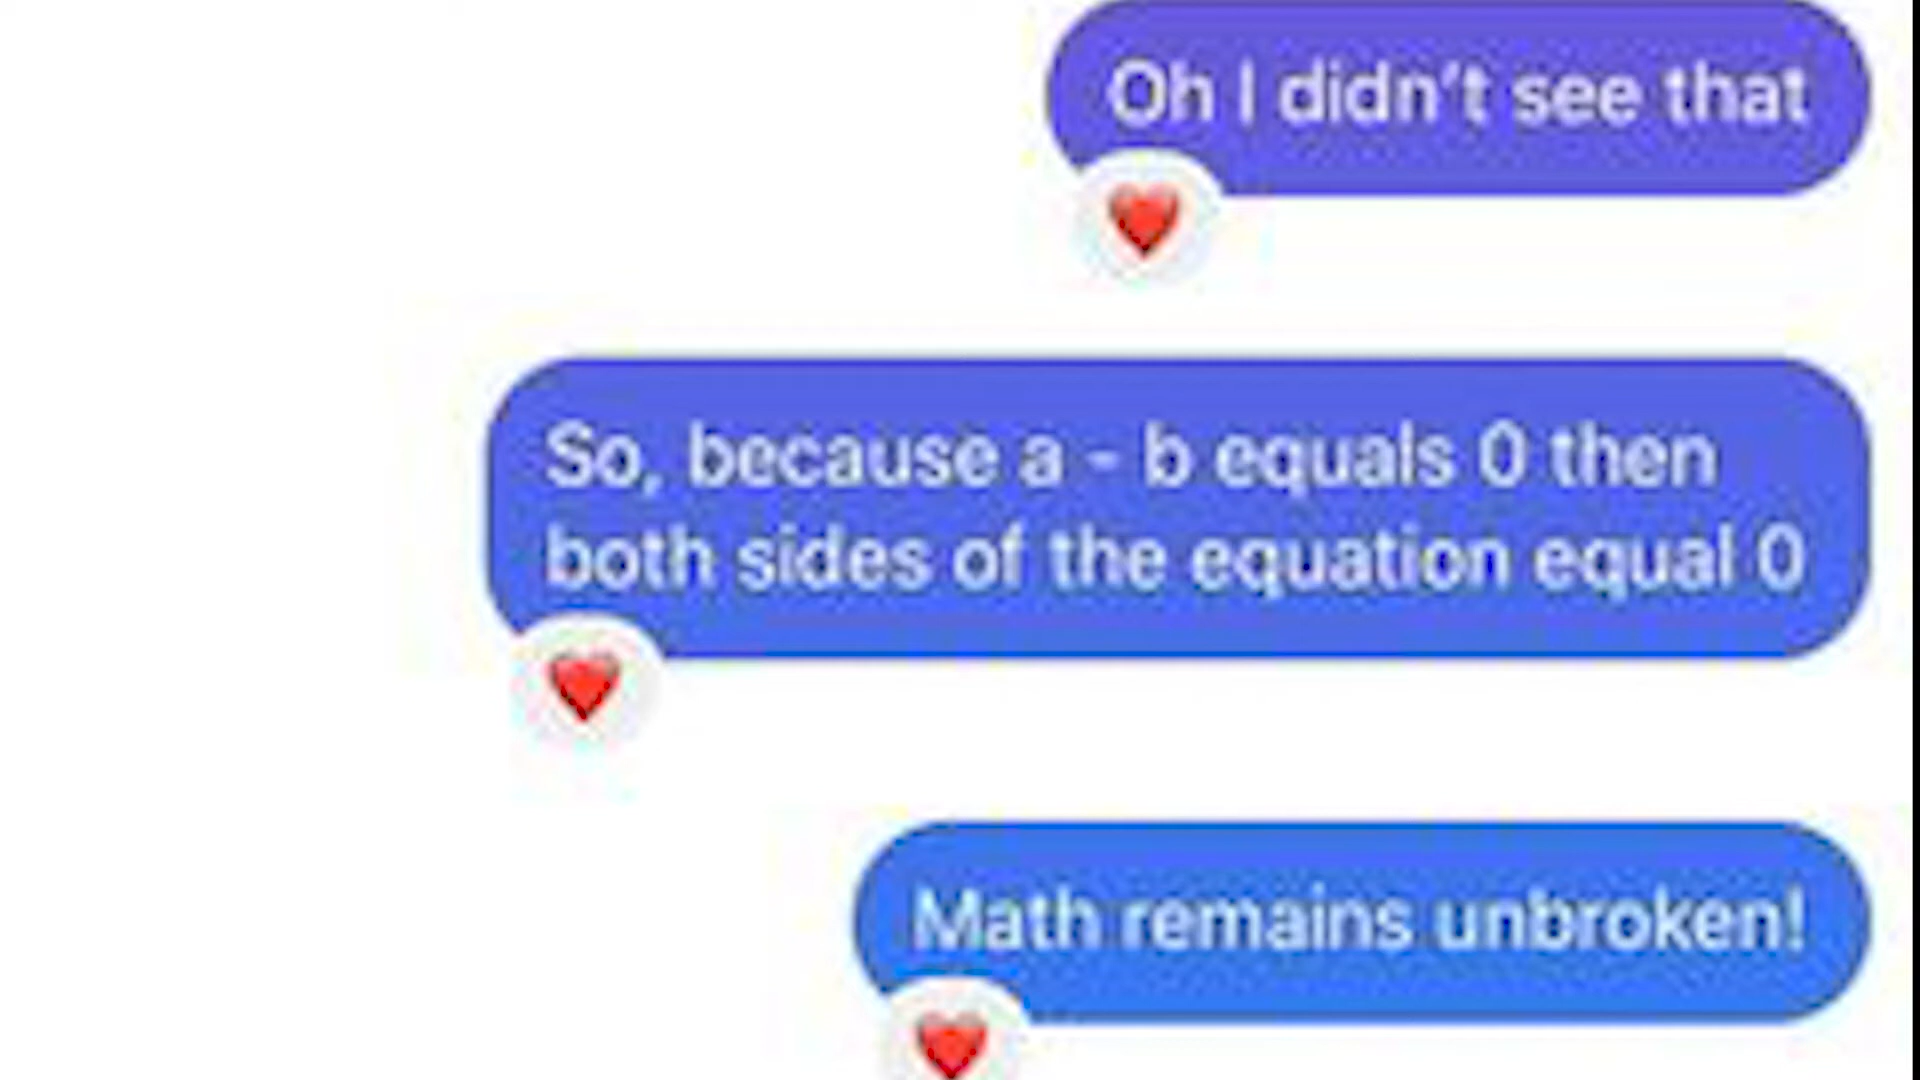 Oh I didn't see that
So, because a - b equals 0 then
both sides of the equation equal 0
Math remains unbroken!